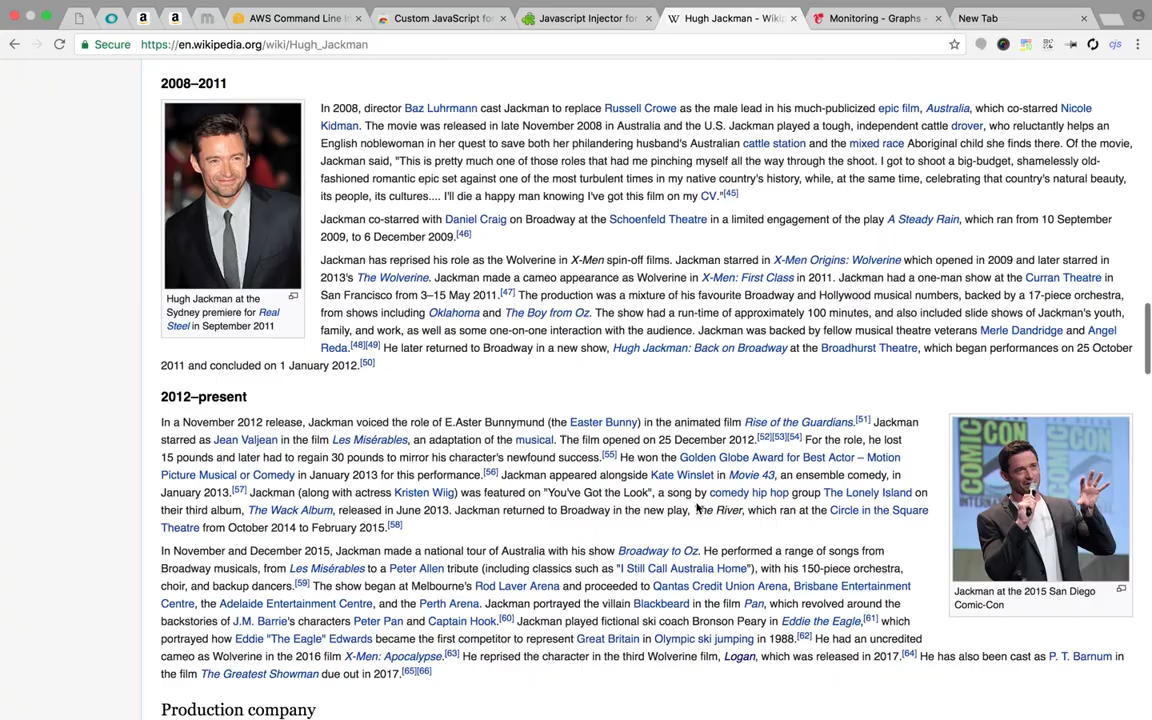 AWS Command Line I
Custom JavaScript for
Javascript Injector for
Hugh Jackman - Wiki
Monitoring - Graphs -
New Tab
Secure https://en.wikipedia.org/wiki/Hugh_Jackman
cjs
2008–2011
In 2008, director Baz Luhrmann cast Jackman to replace Russell Crowe as the male lead in his much-publicized epic film, Australia, which co-starred Nicole
Kidman. The movie was released in late November 2008 in Australia and the U.S. Jackman played a tough, independent cattle drover, who reluctantly helps an
English noblewoman in her quest to save both her philandering husband's Australian cattle station and the mixed race Aboriginal child she finds there. Of the movie,
Jackman said, "This is pretty much one of those roles that had me pinching myself all the way through the shoot. I got to shoot a big-budget, shamelessly old-
fashioned romantic epic set against one of the most turbulent times in my native country's history, while, at the same time, celebrating that country's natural beauty,
its people, its cultures.... I'll die a happy man knowing I've got this film on my CV."[45]
Jackman co-starred with Daniel Craig on Broadway at the Schoenfeld Theatre in a limited engagement of the play A Steady Rain, which ran from 10 September
2009, to 6 December 2009.[46]
Jackman has reprised his role as the Wolverine in X-Men spin-off films. Jackman starred in X-Men Origins: Wolverine which opened in 2009 and later starred in
2013's The Wolverine. Jackman made a cameo appearance as Wolverine in X-Men: First Class in 2011. Jackman had a one-man show at the Curran Theatre in
San Francisco from 3–15 May 2011.[47] The production was a mixture of his favourite Broadway and Hollywood musical numbers, backed by a 17-piece orchestra,
from shows including Oklahoma and The Boy from Oz. The show had a run-time of approximately 100 minutes, and also included slide shows of Jackman's youth,
family, and work, as well as some one-on-one interaction with the audience. Jackman was backed by fellow musical theatre veterans Merle Dandridge and Angel
Reda.[48][49] He later returned to Broadway in a new show, Hugh Jackman: Back on Broadway at the Broadhurst Theatre, which began performances on 25 October
2011 and concluded on 1 January 2012.[50]
Hugh Jackman at the
Sydney premiere for Real
Steel in September 2011
2012–present
In a November 2012 release, Jackman voiced the role of E.Aster Bunnymund (the Easter Bunny) in the animated film Rise of the Guardians.[51] Jackman
starred as Jean Valjean in the film Les Misérables, an adaptation of the musical. The film opened on 25 December 2012.[52][53][54] For the role, he lost
15 pounds and later had to regain 30 pounds to mirror his character's newfound success.[55] He won the Golden Globe Award for Best Actor – Motion
Picture Musical or Comedy in January 2013 for this performance.[56] Jackman appeared alongside Kate Winslet in Movie 43, an ensemble comedy, in
January 2013.[57] Jackman (along with actress Kristen Wiig) was featured on "You've Got the Look", a song by comedy hip hop group The Lonely Island on
their third album, The Wack Album, released in June 2013. Jackman returned to Broadway in the new play, The River, which ran at the Circle in the Square
Theatre from October 2014 to February 2015.[58]
In November and December 2015, Jackman made a national tour of Australia with his show Broadway to Oz. He performed a range of songs from
Broadway musicals, from Les Misérables to a Peter Allen tribute (including classics such as "I Still Call Australia Home"), with his 150-piece orchestra,
choir, and backup dancers.[59] The show began at Melbourne's Rod Laver Arena and proceeded to Qantas Credit Union Arena, Brisbane Entertainment
Centre, the Adelaide Entertainment Centre, and the Perth Arena. Jackman portrayed the villain Blackbeard in the film Pan, which revolved around the
backstories of J.M. Barrie's characters Peter Pan and Captain Hook.[60] Jackman played fictional ski coach Bronson Peary in Eddie the Eagle,[61] which
portrayed how Eddie "The Eagle" Edwards became the first competitor to represent Great Britain in Olympic ski jumping in 1988.[62] He had an uncredited
cameo as Wolverine in the 2016 film X-Men: Apocalypse.[63] He reprised the character in the third Wolverine film, Logan, which was released in 2017.[64] He has also been cast as P. T. Barnum in
the film The Greatest Showman due out in 2017.[65][66]
COMIC CON
CON
Jackman at the 2015 San Diego
Comic-Con
Production company